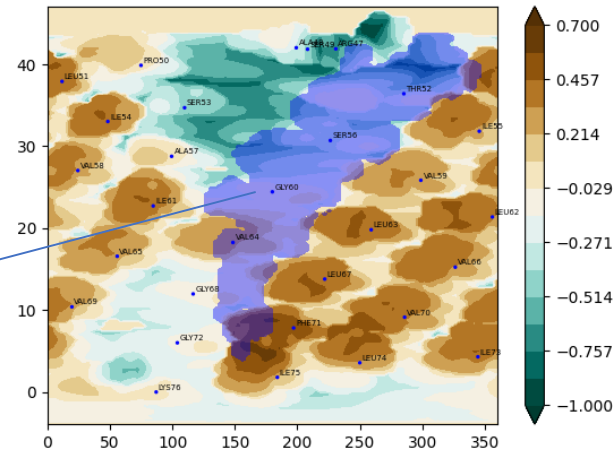 0.700
ALA48 SER49 ARG47
40
PRO50
LEU51
0.457
THR52
SER53
ILE54
ILE55
0.214
SER56
30
ALA57
VAL58
VAL59
−0.029
GLY60
ILE61
LEU62
20
LEU63
VAL64
−0.271
VAL65
VAL66
LEU67
GLY68
−0.514
10
VAL69
VAL70
PHE71
GLY72
−0.757
ILE73
LEU74
ILE75
0
LYS76
−1.000
0 50 100 150 200 250 300 350